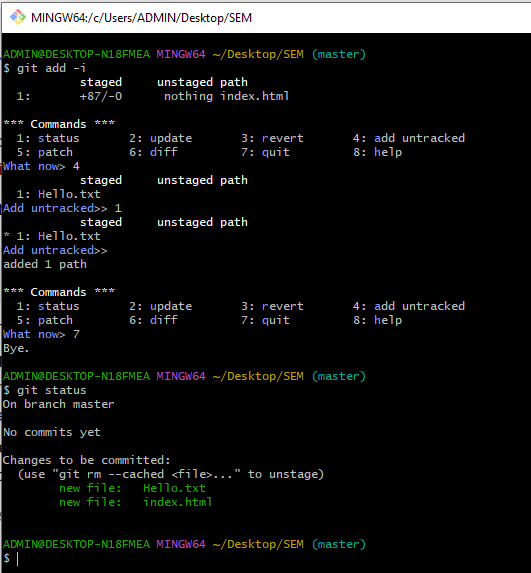 MINGW64:/c/Users/ADMIN/Desktop/SEM
ADMIN@DESKTOP-N18FMEA MINGW64 ~/Desktop/SEM (master)
$ git add -i
           staged     unstaged path
  1:       +87/-0      nothing index.html

*** Commands ***
  1: status       2: update       3: revert       4: add untracked
  5: patch        6: diff         7: quit         8: help
What now> 4
           staged     unstaged path
  1: Hello.txt
Add untracked>> 1
           staged     unstaged path
* 1: Hello.txt
Add untracked>>
added 1 path

*** Commands ***
  1: status       2: update       3: revert       4: add untracked
  5: patch        6: diff         7: quit         8: help
What now> 7
Bye.

ADMIN@DESKTOP-N18FMEA MINGW64 ~/Desktop/SEM (master)
$ git status
On branch master

No commits yet

Changes to be committed:
  (use "git rm --cached <file>..." to unstage)
        new file:   Hello.txt
        new file:   index.html

ADMIN@DESKTOP-N18FMEA MINGW64 ~/Desktop/SEM (master)
$